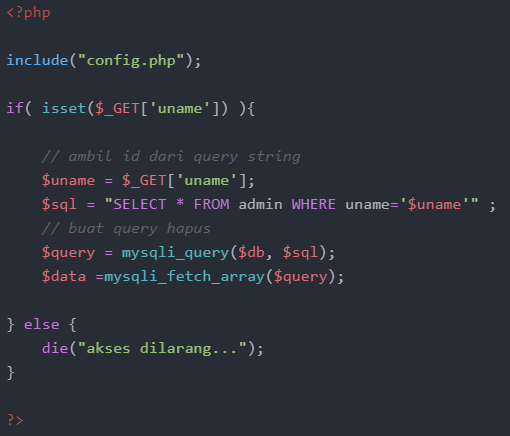 <?php
include("config.php");
if( isset($_GET['uname']) ){
// ambil id dari query string
$uname = $_GET['uname'];
$sql = "SELECT * FROM admin WHERE uname='$uname'" ;
// buat query hapus
$query = mysqli_query($db, $sql);
$data =mysqli_fetch_array($query);
} else {
die("akses dilarang...");
}
?>